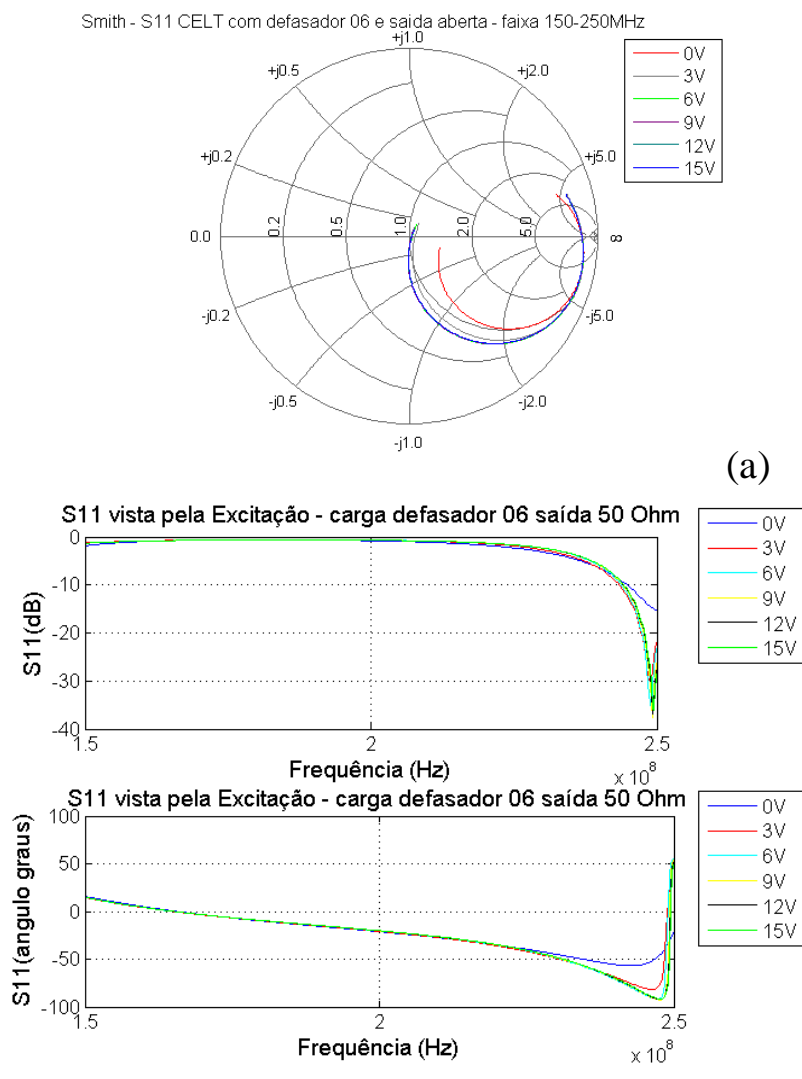 Smith - S11 CELT com defasador 06 e saida aberta - faixa 150-250MHz
+j1.0
+j0.5
+j2.0
+j0.2
+j5.0
0.0
0.2
0.5
1.0
2.0
5.0
∞
-j0.2
-j5.0
-j0.5
-j2.0
-j1.0
0V
3V
6V
9V
12V
15V
(a)
S11 vista pela Excitação - carga defasador 06 saída 50 Ohm
S11(dB)
0
-10
-20
-30
-40
1.5
2
2.5
Frequência (Hz)
x 10^8
0V
3V
6V
9V
12V
15V
S11 vista pela Excitação - carga defasador 06 saída 50 Ohm
S11(angulo graus)
100
50
0
-50
-100
1.5
2
2.5
Frequência (Hz)
x 10^8
0V
3V
6V
9V
12V
15V